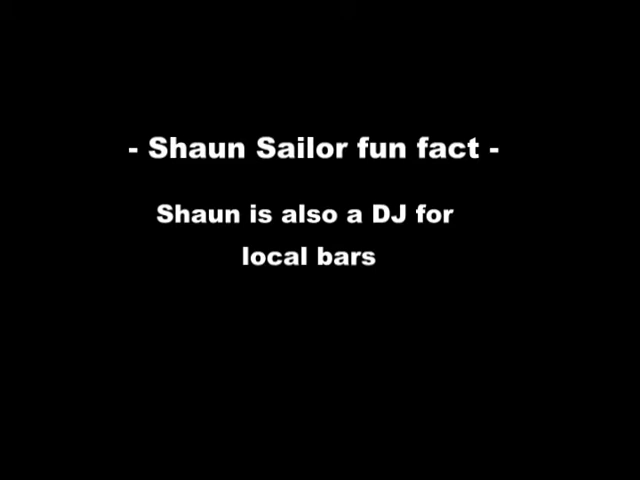 - Shaun Sailor fun fact -
Shaun is also a DJ for
local bars